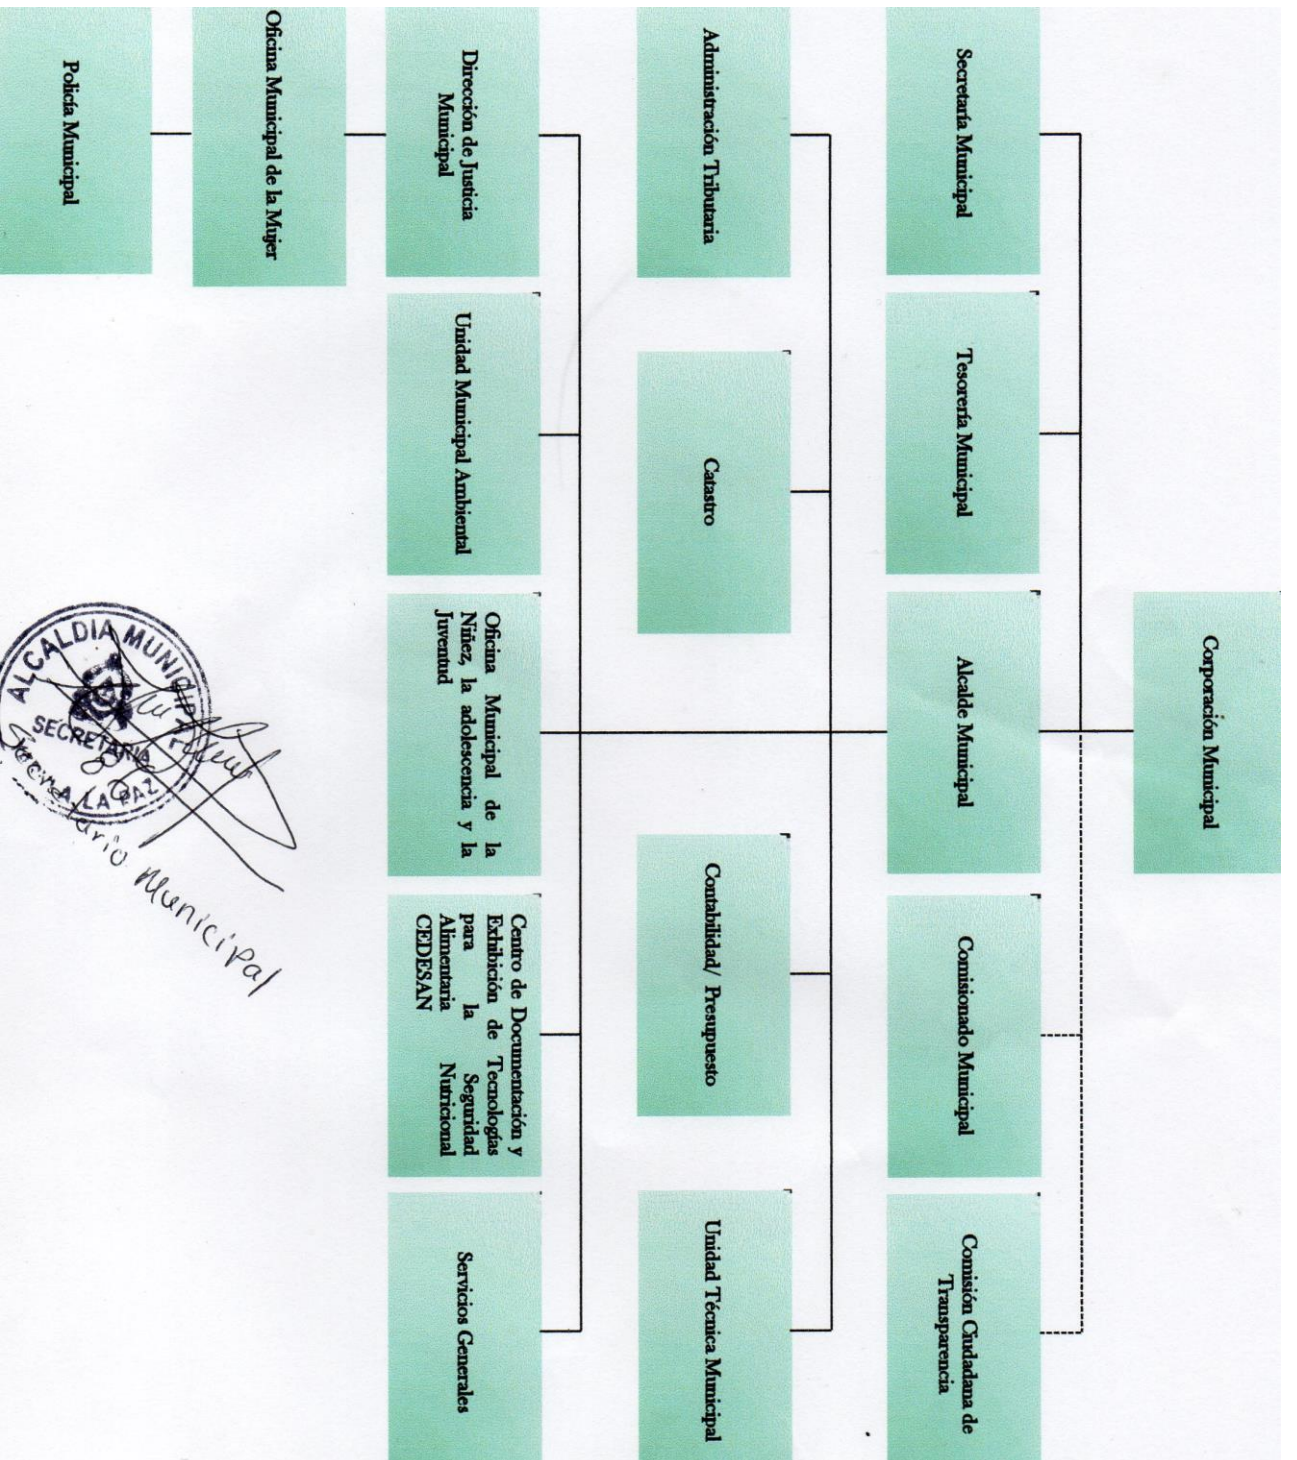 Corporación Municipal
Secretaría Municipal
Tesorería Municipal
Alcalde Municipal
Comisionado Municipal
Comisión Ciudadana de
Transparencia
Administración Tributaria
Catastro
Contabilidad/ Presupuesto
Unidad Técnica Municipal
Dirección de Justicia
Municipal
Unidad Municipal Ambiental
Oficina Municipal de la
Niñez, la adolescencia y la
Juventud
Centro de Documentación y
Exhibición de Tecnologías
para la Seguridad
Alimentaria Nutricional
CEDESAN
Servicios Generales
Oficina Municipal de la Mujer
Policía Municipal
ALCALDIA MUNICIPAL
SECRETARIA
LA PAZ
Municipal